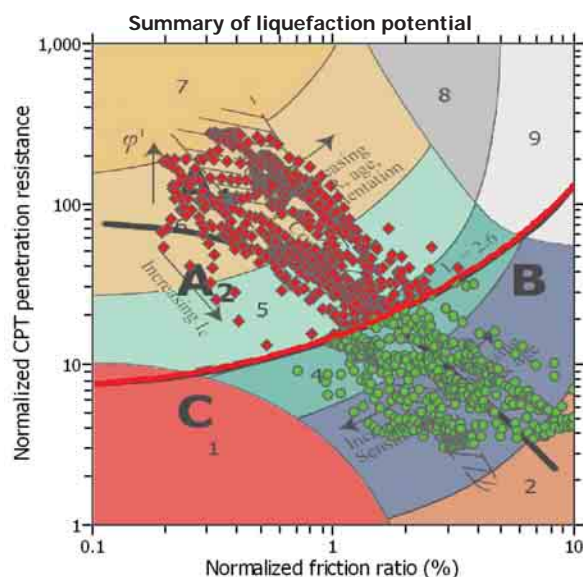 Summary of liquefaction potential
Normalized CPT penetration resistance
1,000
100
10
1
7
8
9
φ'
A
2
5
Increasing Ic
B
4
C
1
2
0.1
1
10
Normalized friction ratio (%)